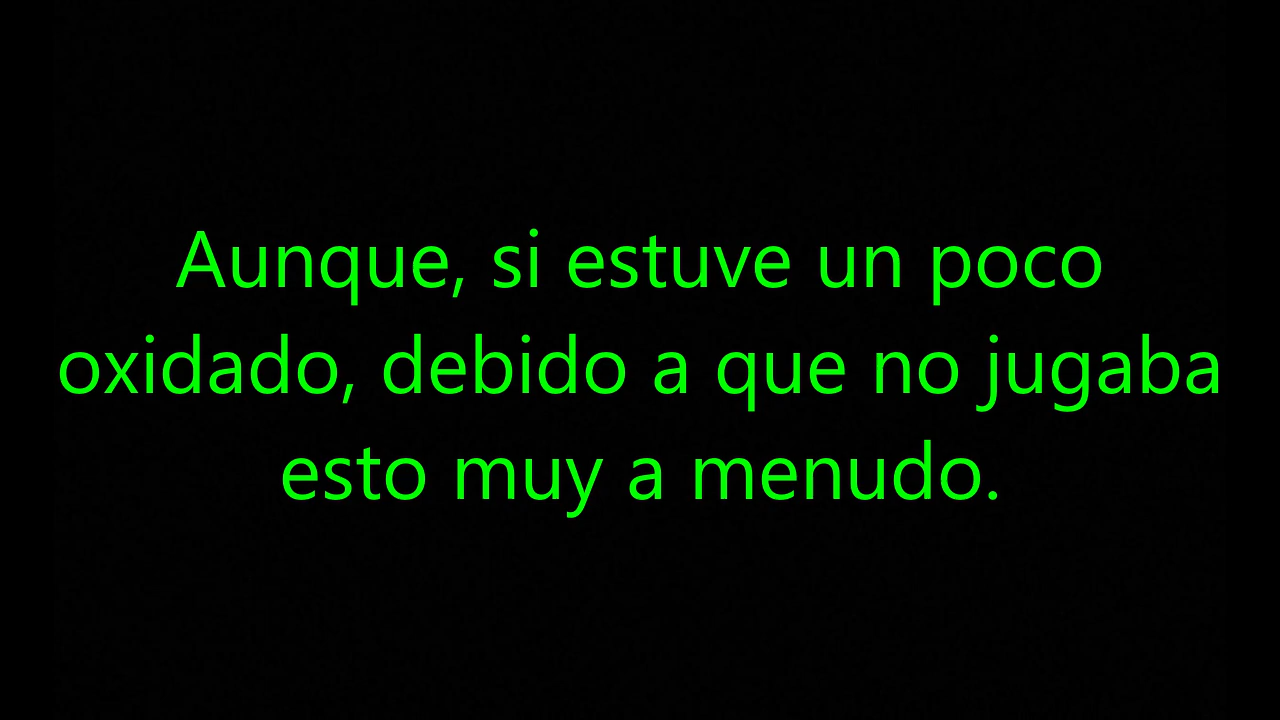 Aunque, si estuve un poco
oxidado, debido a que no jugaba
esto muy a menudo.